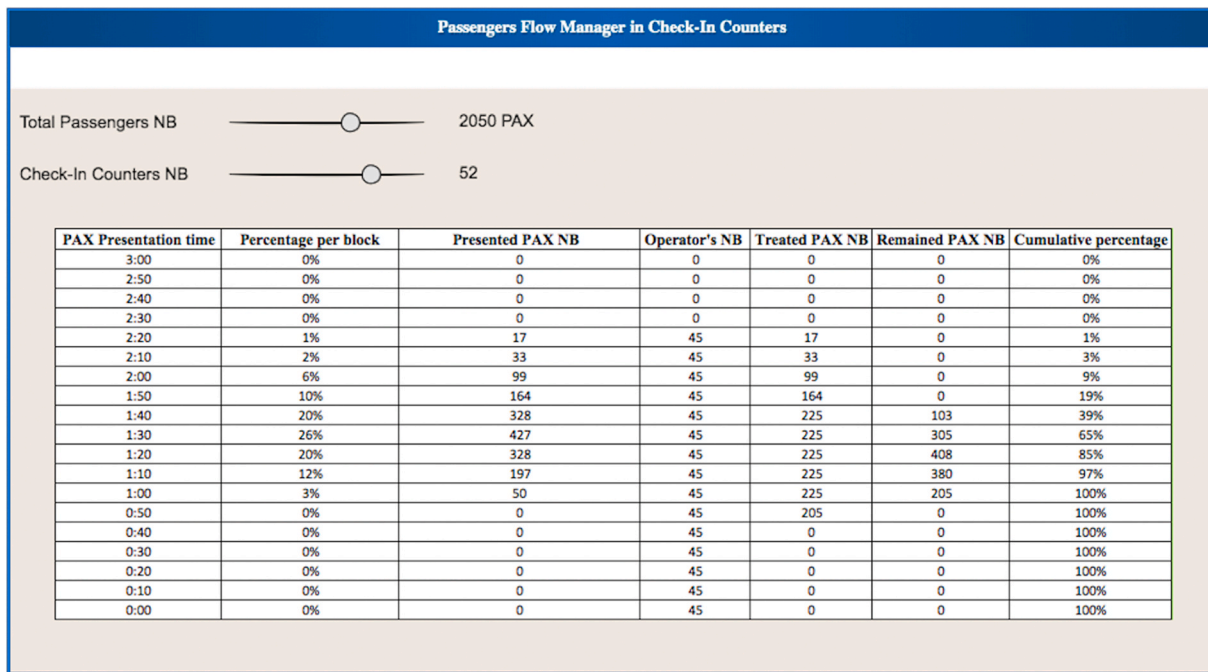 Passengers Flow Manager in Check-In Counters
Total Passengers NB 2050 PAX
Check-In Counters NB 52
PAX Presentation time Percentage per block Presented PAX NB Operator's NB Treated PAX NB Remained PAX NB Cumulative percentage
3:00 0% 0 0 0 0 0%
2:50 0% 0 0 0 0 0%
2:40 0% 0 0 0 0 0%
2:30 0% 0 0 0 0 0%
2:20 1% 17 45 17 0 1%
2:10 2% 33 45 33 0 3%
2:00 6% 99 45 99 0 9%
1:50 10% 164 45 164 0 19%
1:40 20% 328 45 225 103 39%
1:30 26% 427 45 225 305 65%
1:20 20% 328 45 225 408 85%
1:10 12% 197 45 225 380 97%
1:00 3% 50 45 225 205 100%
0:50 0% 0 45 205 0 100%
0:40 0% 0 45 0 0 100%
0:30 0% 0 45 0 0 100%
0:20 0% 0 45 0 0 100%
0:10 0% 0 45 0 0 100%
0:00 0% 0 45 0 0 100%